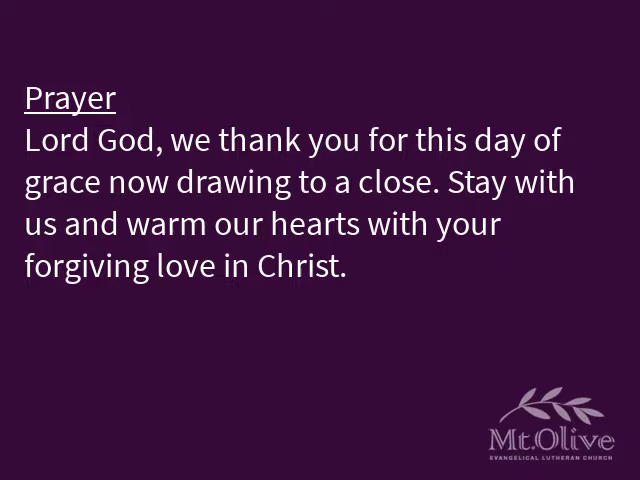 Prayer
Lord God, we thank you for this day of
grace now drawing to a close. Stay with
us and warm our hearts with your
forgiving love in Christ.
Mt.Olive
EVANGELICAL LUTHERAN CHURCH